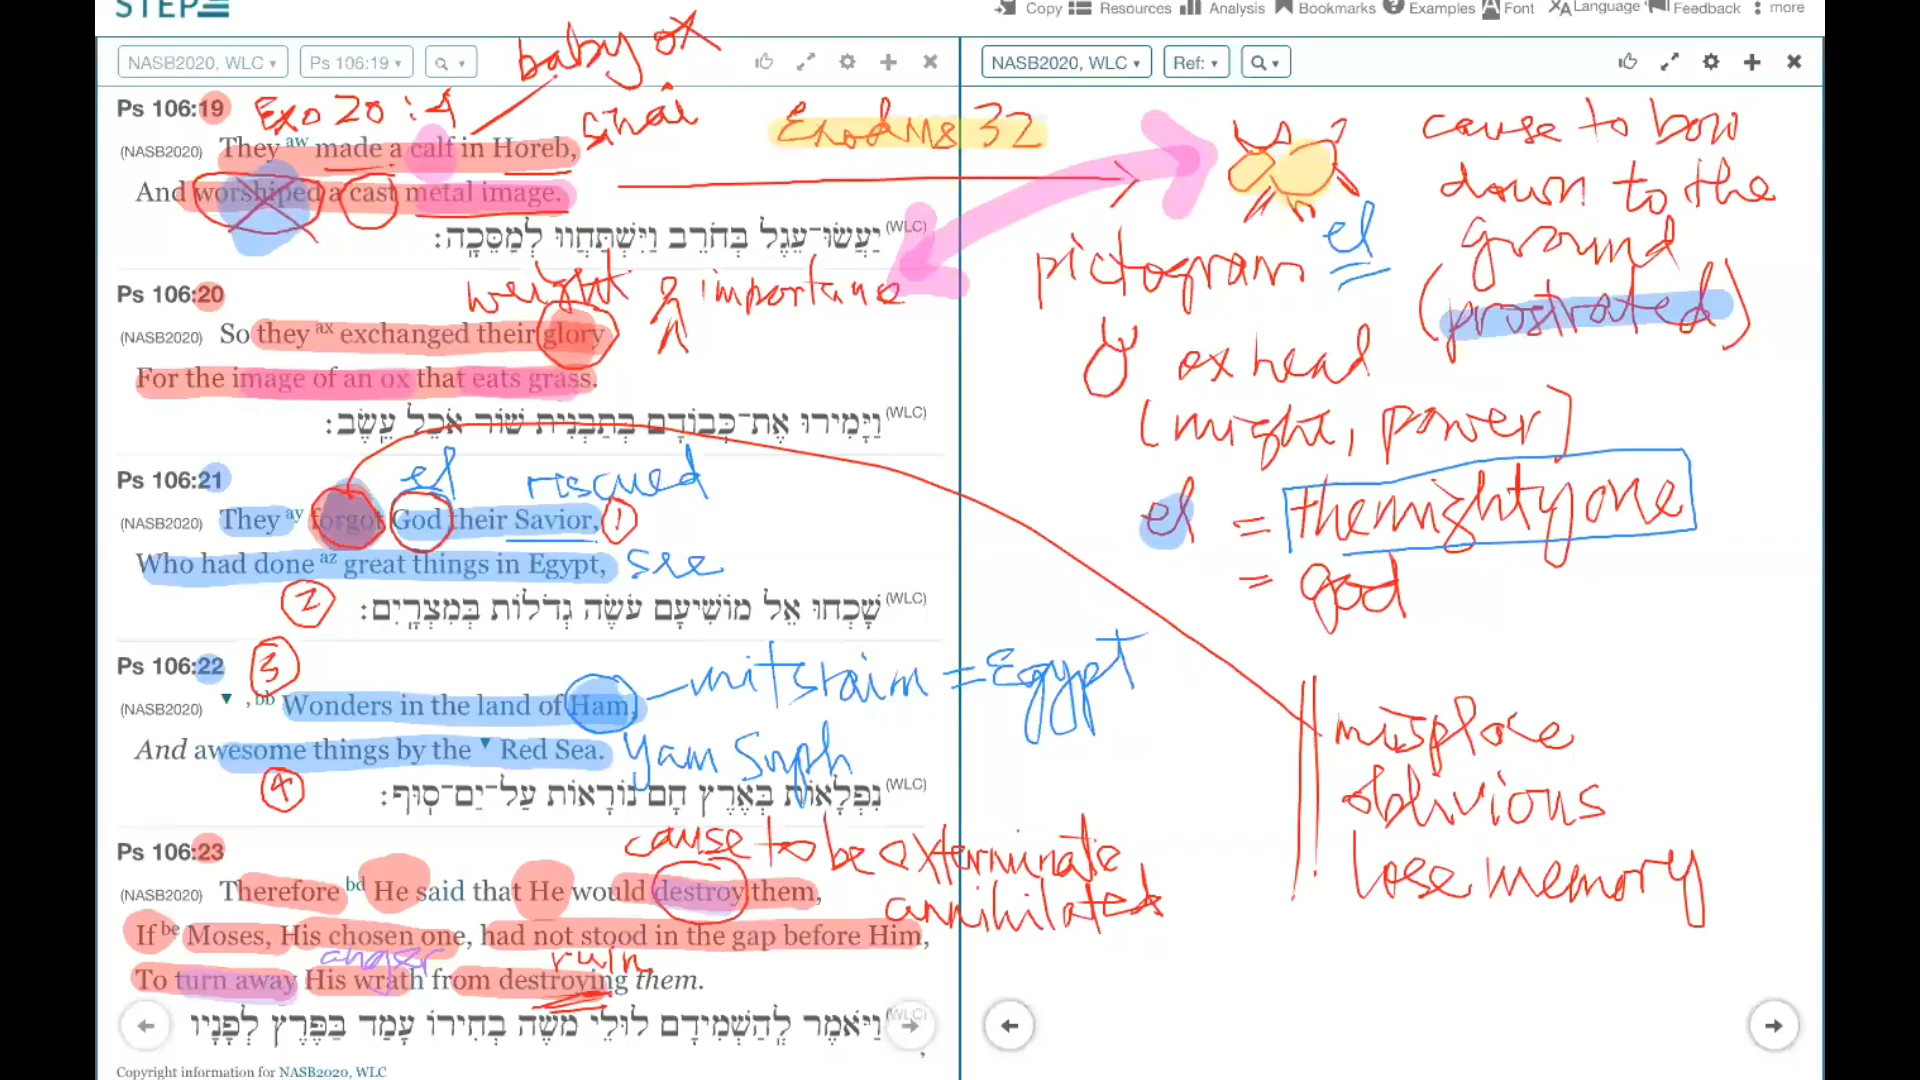 STEP
Copy Resources Analysis Bookmarks Examples Font Language Feedback more
NASB2020, WLC Ps 106:19
NASB2020, WLC Ref:
baby ox
Ps 106:19 Exo 20:4
sinai
Exodus 32
(NASB2020) They aw made a calf in Horeb,
And worshiped a cast metal image.
יַעֲשׂוּ־עֵגֶל בְּחֹרֵב וַיִּשְׁתַּחֲווּ לְמַסֵּכָה׃ (WLC)
weight & importance
Ps 106:20
(NASB2020) So they ax exchanged their glory
For the image of an ox that eats grass.
וַיָּמִירוּ אֶת־כְּבוֹדָם בְּתַבְנִית שׁוֹר אֹכֵל עֵשֶׂב׃ (WLC)
Ps 106:21
el rescued
(NASB2020) They ay forgot God their Savior, 1
Who had done az great things in Egypt, see
2
שָׁכְחוּ אֵל מוֹשִׁיעָם עֹשֶׂה גְדֹלוֹת בְּמִצְרָיִם׃ (WLC)
Ps 106:22 3
(NASB2020) , bb Wonders in the land of Ham, mitsraim = Egypt
And awesome things by the Red Sea. Yam Suph
4
נִפְלָאוֹת בְּאֶרֶץ חָם נוֹרָאוֹת עַל־יַם־סוּף׃ (WLC)
Ps 106:23
cause to be exterminate
annihilated
(NASB2020) Therefore bd He said that He would destroy them,
If be Moses, His chosen one, had not stood in the gap before Him,
anger ruin
To turn away His wrath from destroying them.
וַיֹּאמֶר לְהַשְׁמִידָם לוּלֵי מֹשֶׁה בְחִירוֹ עָמַד בַּפֶּרֶץ לְפָנָיו (WLC)
Copyright information for NASB2020, WLC
cause to bow
down to the
ground
(prostrated)
el
pictogram
ox head
(might, power)
el = the mighty one
= god
misplace
oblivious
lose memory